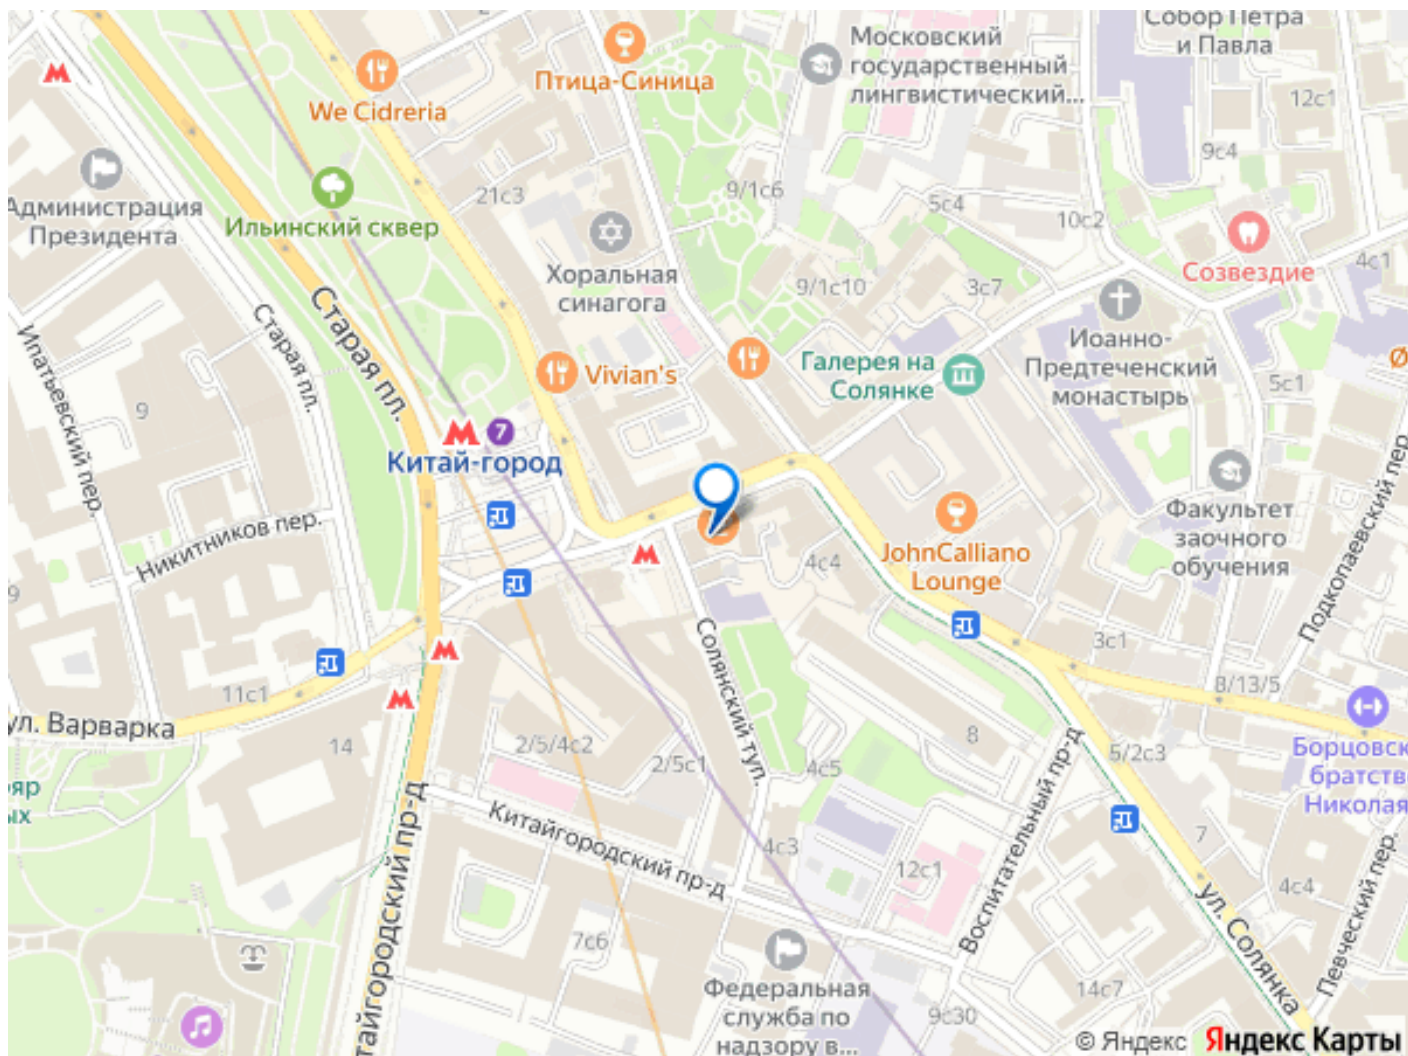 Собор Петра
и Павла
Московский
государственный
лингвистический...
Птица-Синица
We Cidreria
12с1
9с4
Администрация
Президента
21с3
9/1с6
5с4
10с2
Ильинский сквер
Хоральная
синагога
9/1с10
3с7
Созвездие
4с1
Старая пл.
Старая пл.
Ипатьевский пер.
9
Vivian's
Галерея на
Солянке
Иоанно-
Предтеченский
монастырь
5с1
7
Китай-город
Никитников пер.
JohnCalliano
Lounge
4с4
Факультет
заочного
обучения
Подкопаевский пер.
9
Солянский туп.
3с1
8/13/5
11с1
ул. Варварка
14
2/5/4с2
2/5с1
4с5
8
5/2с3
Борцовск
братств
Николая
яр
ых
Китайгородский пр-д
4с3
12с1
Воспитательный пр-д
7
4с4
ул. Солянка
Певческий пер.
тайгородский пр-д
7с6
Федеральная
служба по
надзору в...
9с30
14с7
© Яндекс Яндекс Карты